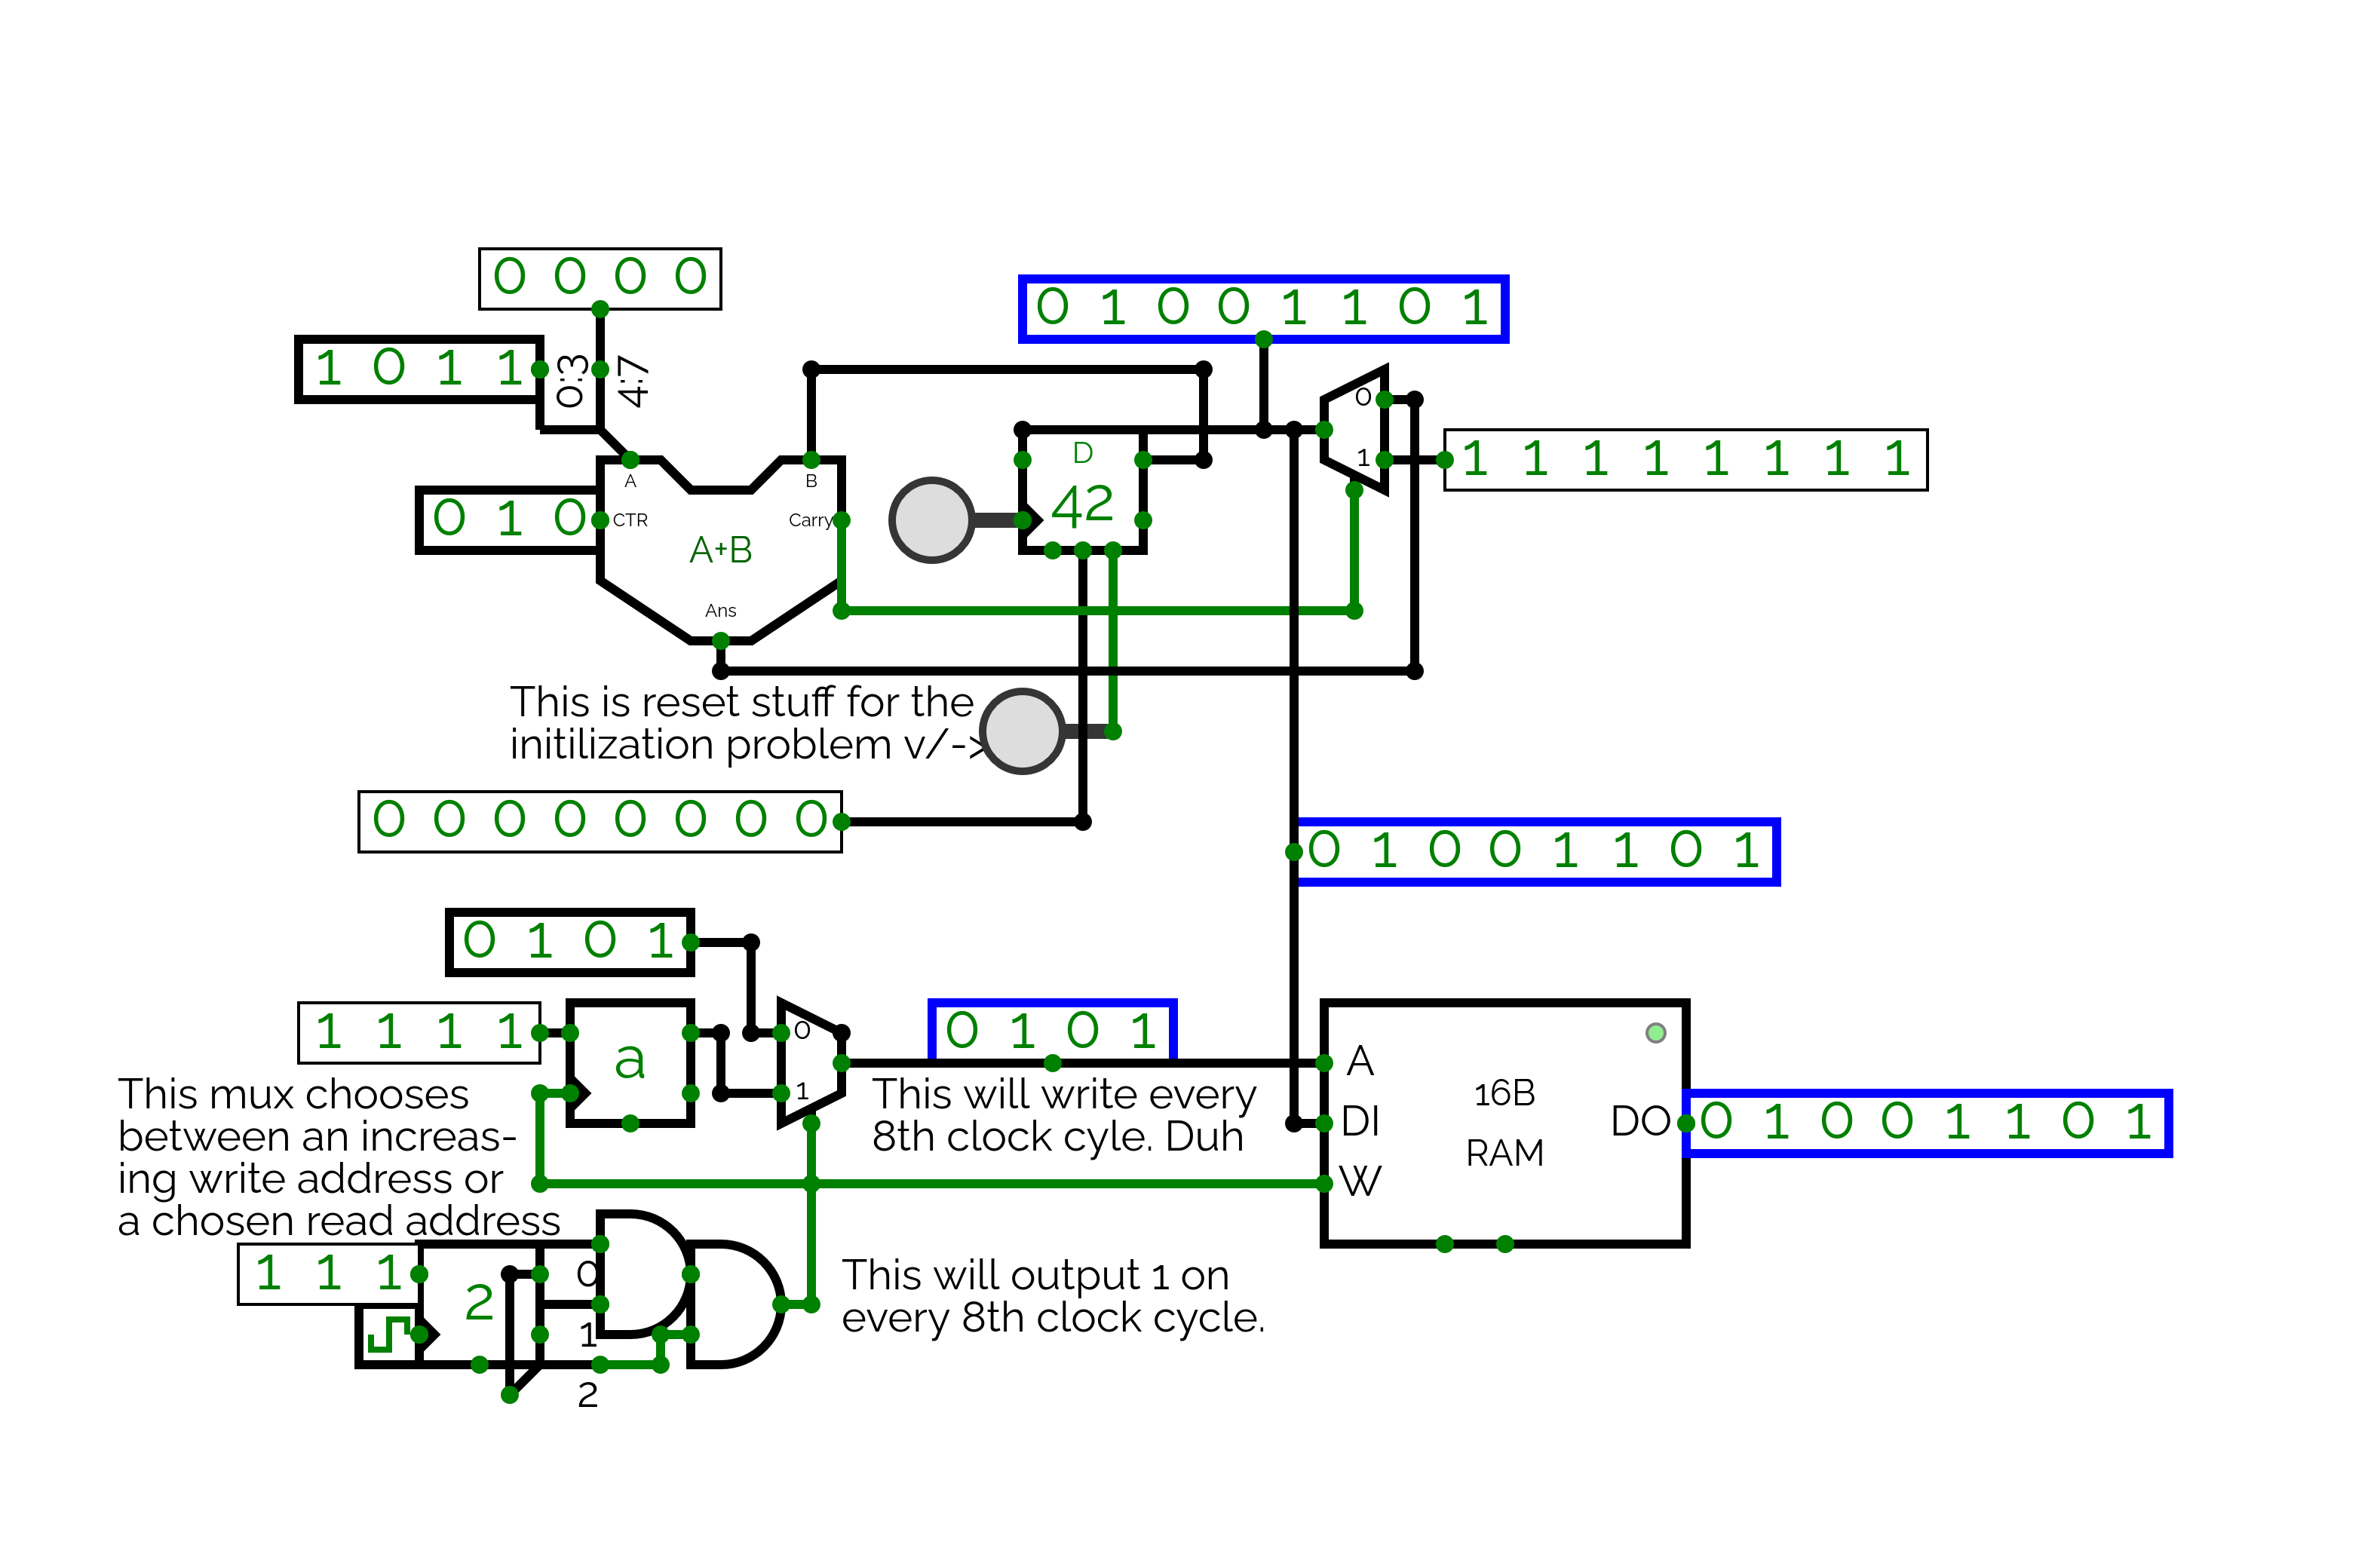 0 0 0 0
0 1 0 0 1 1 0 1
1 0 1 1
0:3
4:7
0
1
1 1 1 1 1 1 1 1
A
B
D
42
0 1 0
CTR
Carry
A+B
Ans
This is reset stuff for the
initilization problem v/->
0 0 0 0 0 0 0 0
0 1 0 0 1 1 0 1
0 1 0 1
1 1 1 1
a
0
1
0 1 0 1
A
DI
W
16B
RAM
DO
0 1 0 0 1 1 0 1
This mux chooses
between an increas-
ing write address or
a chosen read address
This will write every
8th clock cyle. Duh
1 1 1
2
0
1
2
This will output 1 on
every 8th clock cycle.